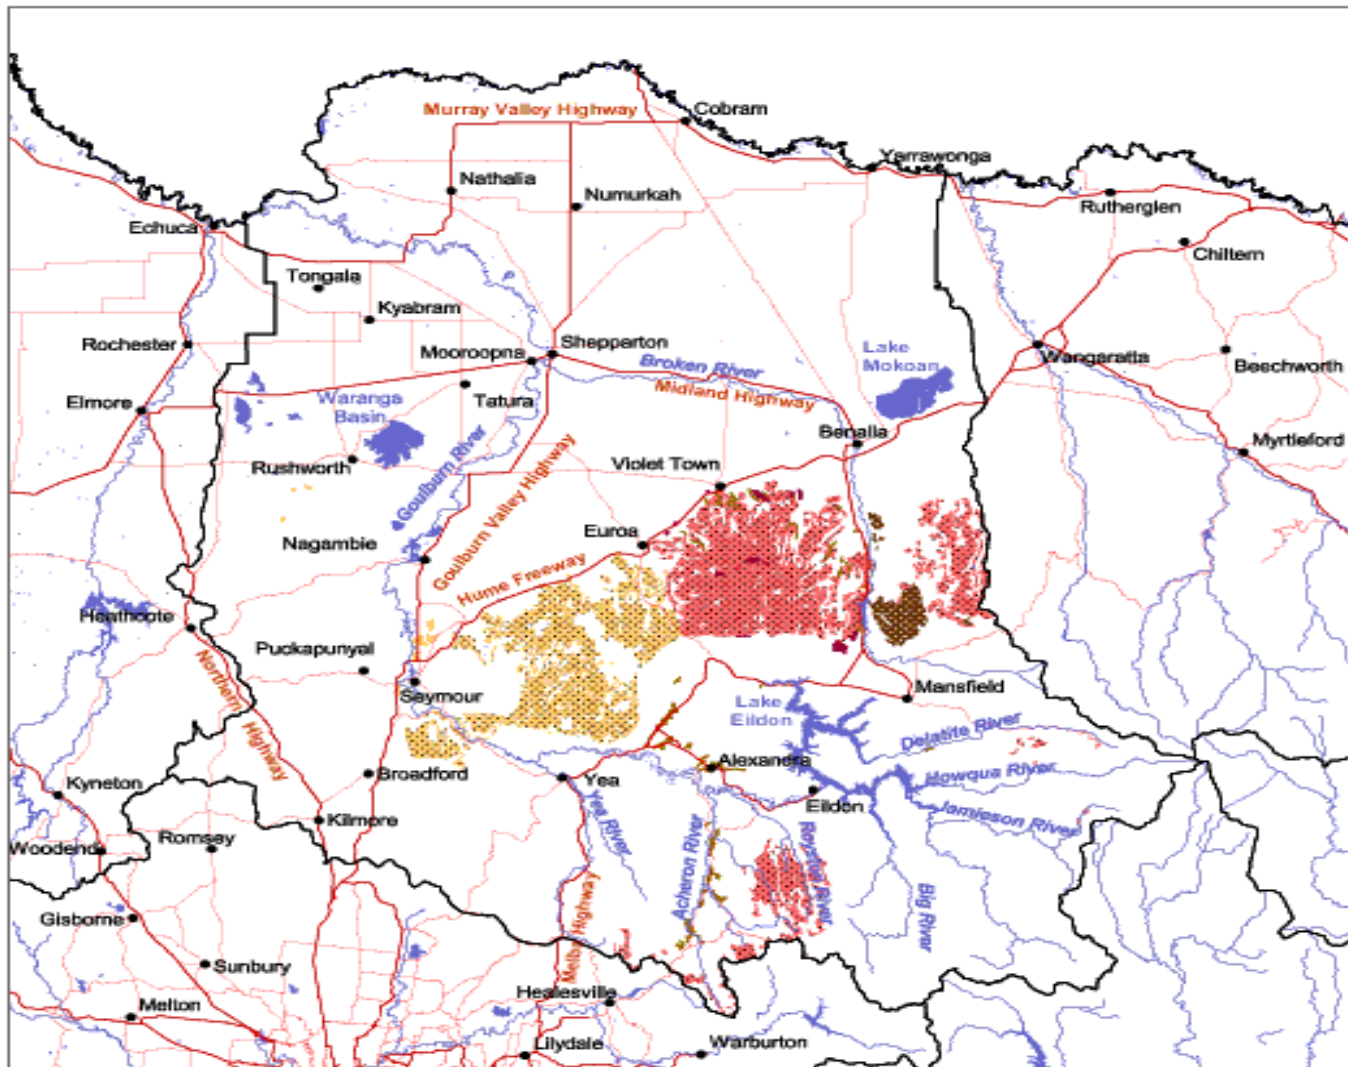 Murray Valley Highway
Cobram
Yarrawonga
Nathalia
Numurkah
Rutherglen
Echuca
Chiltern
Tongala
Kyabram
Rochester
Mooroopna
Shepparton
Broken River
Lake
Mokoan
Wangaratta
Beechworth
Elmore
Waranga
Basin
Tatura
Midland Highway
Benalla
Myrtleford
Rushworth
Goulburn River
Violet Town
Goulburn Valley Highway
Nagambie
Euroa
Hume Freeway
Heathcote
Puckapunyal
Northern Highway
Seymour
Mansfield
Lake
Eildon
Delatite River
Broadford
Yea
Alexandra
Howqua River
Kyneton
Eildon
Jamieson River
Kilmore
Yea River
Romsey
Woodend
Acheron River
Big River
Gisborne
Melba Highway
Sunbury
Melton
Healesville
Lilydale
Warburton